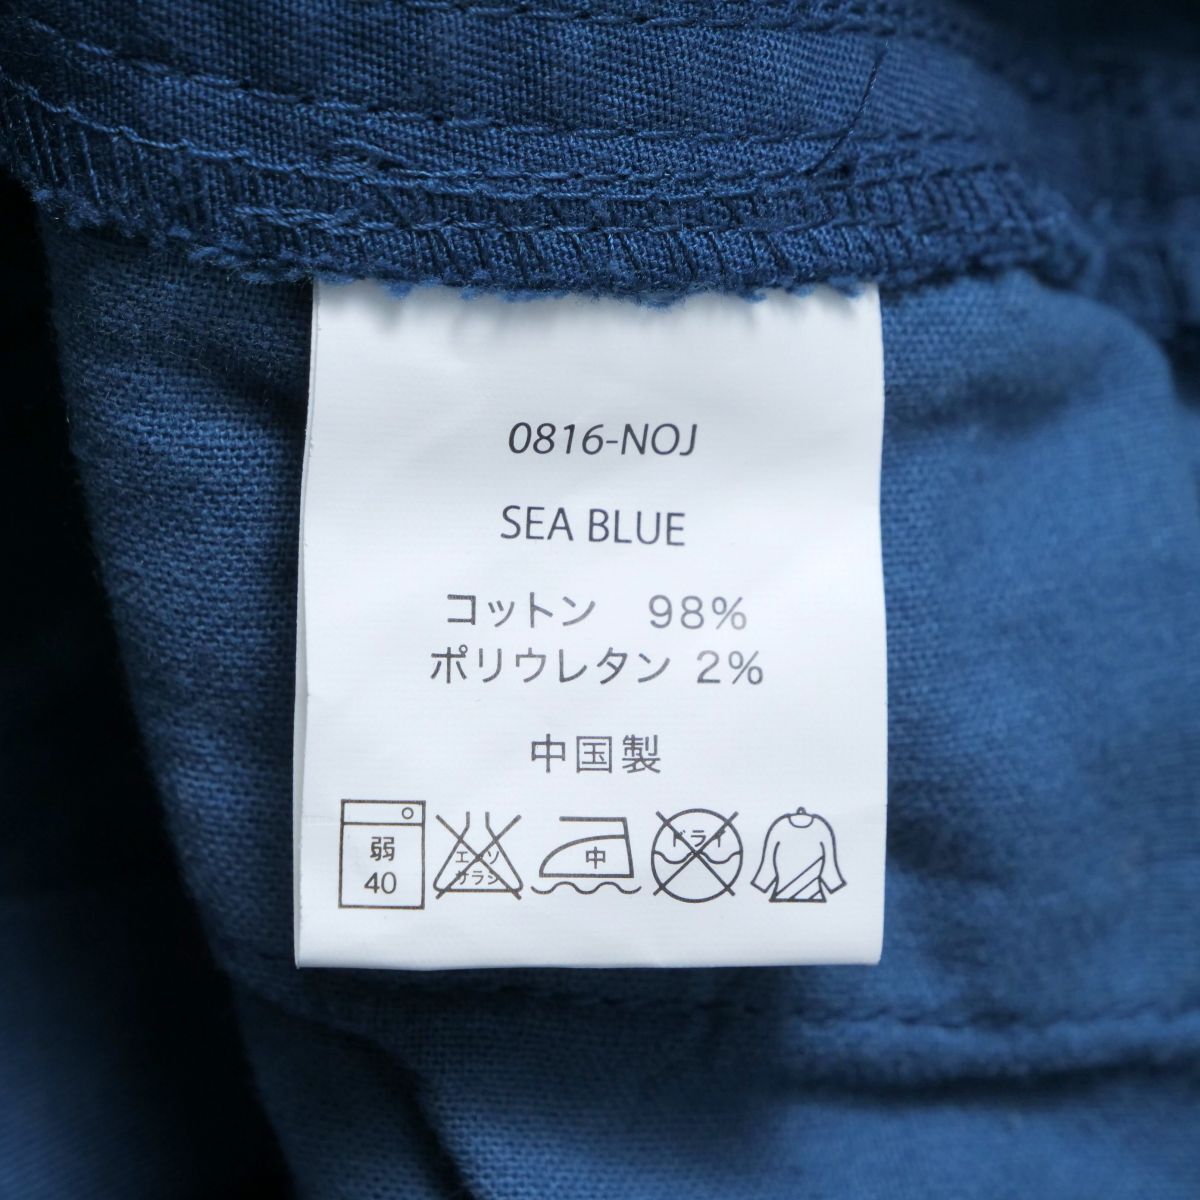 0816-NOJ
SEA BLUE
コットン 98%
ポリウレタン 2%
中国製
弱
40
エンソ
サラシ
中
ドライ